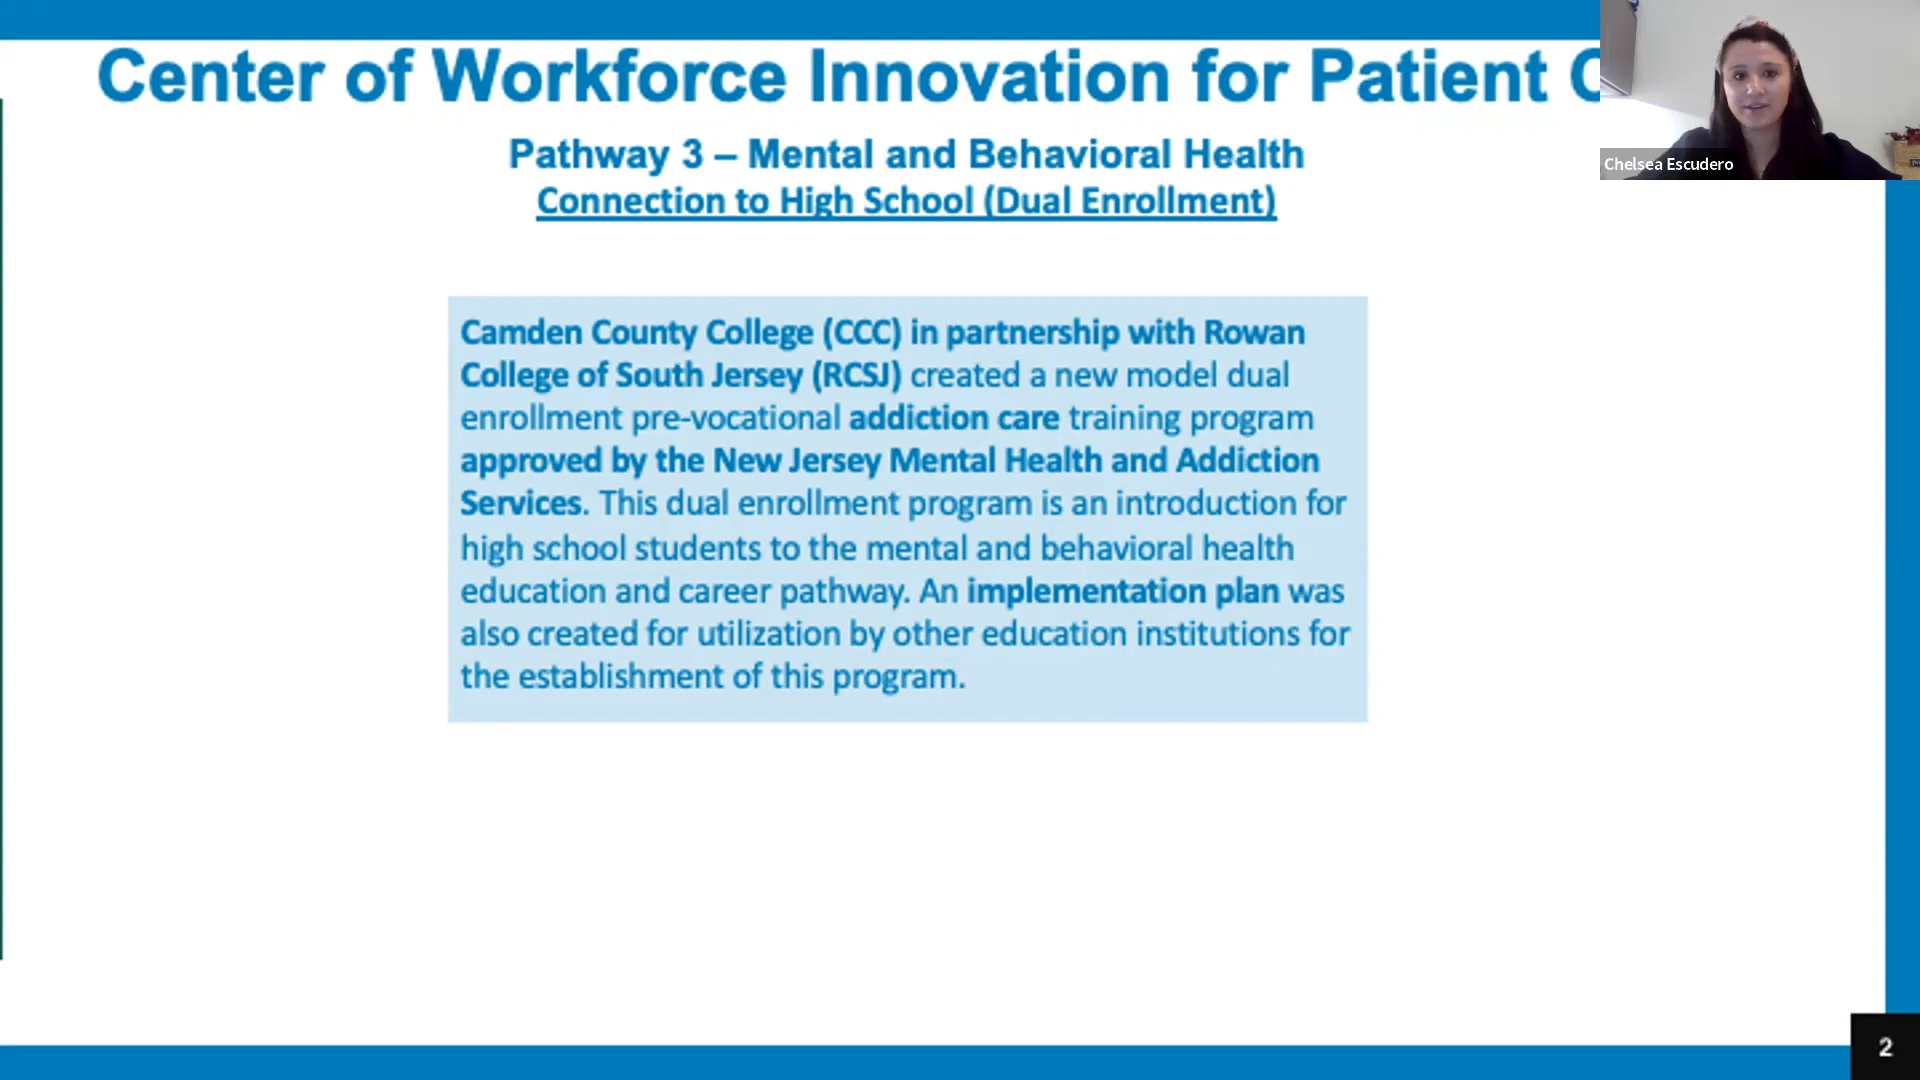 Center of Workforce Innovation for Patient C
Pathway 3 – Mental and Behavioral Health
Connection to High School (Dual Enrollment)
Chelsea Escudero
Camden County College (CCC) in partnership with Rowan
College of South Jersey (RCSJ) created a new model dual
enrollment pre-vocational addiction care training program
approved by the New Jersey Mental Health and Addiction
Services. This dual enrollment program is an introduction for
high school students to the mental and behavioral health
education and career pathway. An implementation plan was
also created for utilization by other education institutions for
the establishment of this program.
2